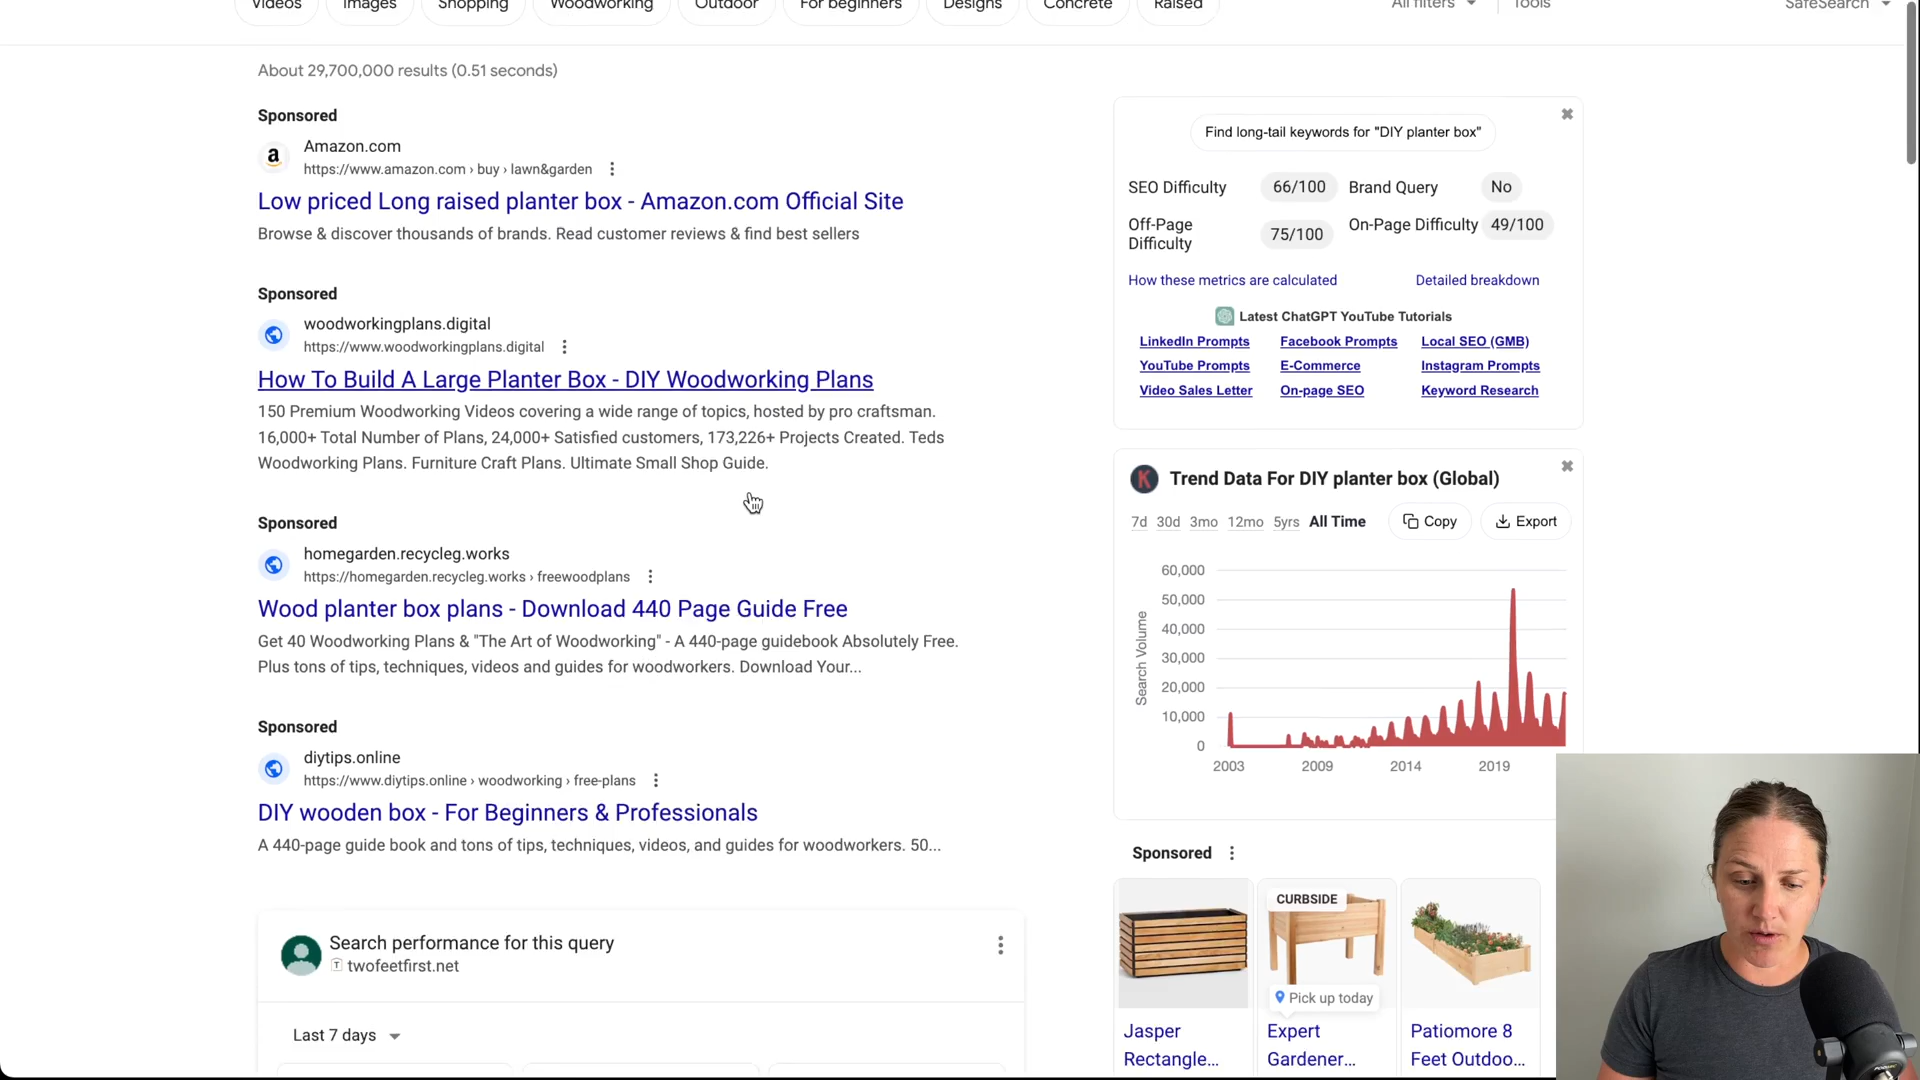 Videos Images Shopping Woodworking Outdoor For beginners Designs Concrete Raised All filters Tools SafeSearch
About 29,700,000 results (0.51 seconds)
Sponsored
a
Amazon.com
https://www.amazon.com › buy › lawn&garden
Low priced Long raised planter box - Amazon.com Official Site
Browse & discover thousands of brands. Read customer reviews & find best sellers
Sponsored
woodworkingplans.digital
https://www.woodworkingplans.digital
How To Build A Large Planter Box - DIY Woodworking Plans
150 Premium Woodworking Videos covering a wide range of topics, hosted by pro craftsman.
16,000+ Total Number of Plans, 24,000+ Satisfied customers, 173,226+ Projects Created. Teds
Woodworking Plans. Furniture Craft Plans. Ultimate Small Shop Guide.
Sponsored
homegarden.recycleg.works
https://homegarden.recycleg.works › freewoodplans
Wood planter box plans - Download 440 Page Guide Free
Get 40 Woodworking Plans & "The Art of Woodworking" - A 440-page guidebook Absolutely Free.
Plus tons of tips, techniques, videos and guides for woodworkers. Download Your...
Sponsored
diytips.online
https://www.diytips.online › woodworking › free-plans
DIY wooden box - For Beginners & Professionals
A 440-page guide book and tons of tips, techniques, videos, and guides for woodworkers. 50...
Search performance for this query
T twofeetfirst.net
Last 7 days
Find long-tail keywords for "DIY planter box"
SEO Difficulty 66/100 Brand Query No
Off-Page
Difficulty 75/100 On-Page Difficulty 49/100
How these metrics are calculated Detailed breakdown
Latest ChatGPT YouTube Tutorials
LinkedIn Prompts Facebook Prompts Local SEO (GMB)
YouTube Prompts E-Commerce Instagram Prompts
Video Sales Letter On-page SEO Keyword Research
K Trend Data For DIY planter box (Global)
7d 30d 3mo 12mo 5yrs All Time Copy Export
Search Volume
60,000
50,000
40,000
30,000
20,000
10,000
0
2003 2009 2014 2019
Sponsored
CURBSIDE
Pick up today
Jasper
Rectangle...
Expert
Gardener...
Patiomore 8
Feet Outdoo...